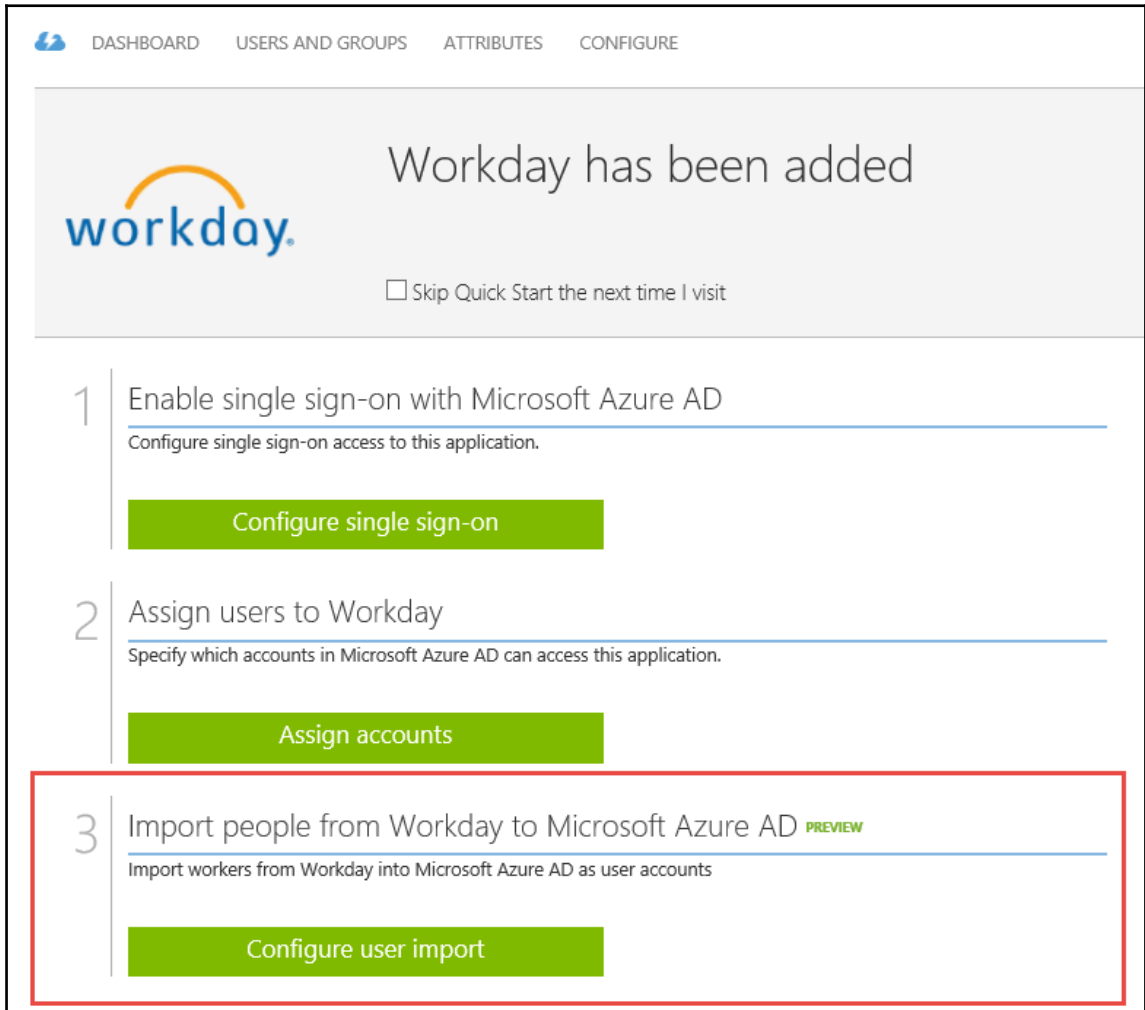 DASHBOARD USERS AND GROUPS ATTRIBUTES CONFIGURE
Workday has been added
workday.
Skip Quick Start the next time I visit
1
Enable single sign-on with Microsoft Azure AD
Configure single sign-on access to this application.
Configure single sign-on
2
Assign users to Workday
Specify which accounts in Microsoft Azure AD can access this application.
Assign accounts
3
Import people from Workday to Microsoft Azure AD PREVIEW
Import workers from Workday into Microsoft Azure AD as user accounts
Configure user import